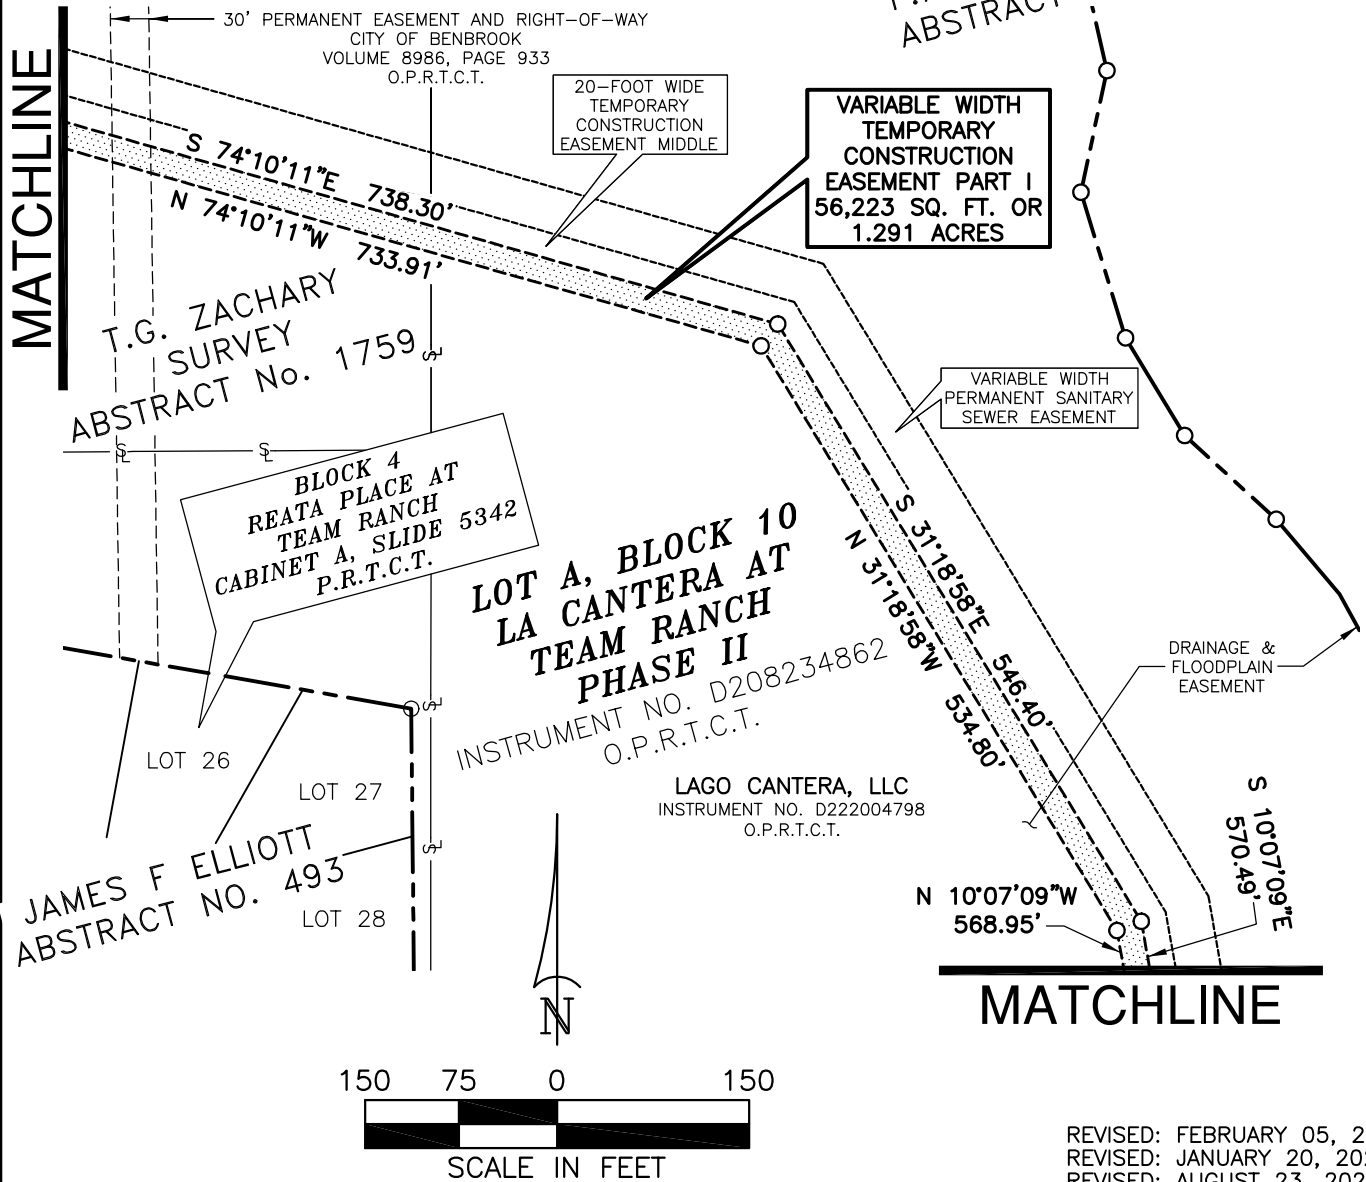 30' PERMANENT EASEMENT AND RIGHT-OF-WAY
CITY OF BENBROOK
VOLUME 8986, PAGE 933
O.P.R.T.C.T.
ABSTRACT
MATCHLINE
20-FOOT WIDE
TEMPORARY
CONSTRUCTION
EASEMENT MIDDLE
VARIABLE WIDTH
TEMPORARY
CONSTRUCTION
EASEMENT PART 1
56,223 SQ. FT. OR
1.291 ACRES
S 74°10'11"E 738.30'
N 74°10'11"W 733.91'
T.G. ZACHARY
SURVEY
ABSTRACT No. 1759
VARIABLE WIDTH
PERMANENT SANITARY
SEWER EASEMENT
BLOCK 4
REATA PLACE AT
TEAM RANCH
CABINET A, SLIDE 5342
P.R.T.C.T.
LOT A, BLOCK 10
LA CANTERA AT
TEAM RANCH
PHASE II
INSTRUMENT NO. D208234862
O.P.R.T.C.T.
S 31°18'58"E 546.40'
N 31°18'58"W 534.80'
DRAINAGE &
FLOODPLAIN
EASEMENT
LOT 26
LOT 27
LAGO CANTERA, LLC
INSTRUMENT NO. D222004798
O.P.R.T.C.T.
JAMES F ELLIOTT
ABSTRACT NO. 493
LOT 28
S 10°07'09"E
570.49'
N 10°07'09"W
568.95'
MATCHLINE
N
150 75 0 150
SCALE IN FEET
REVISED: FEBRUARY 05, 2
REVISED: JANUARY 20, 202
REVISED: AUGUST 23, 202